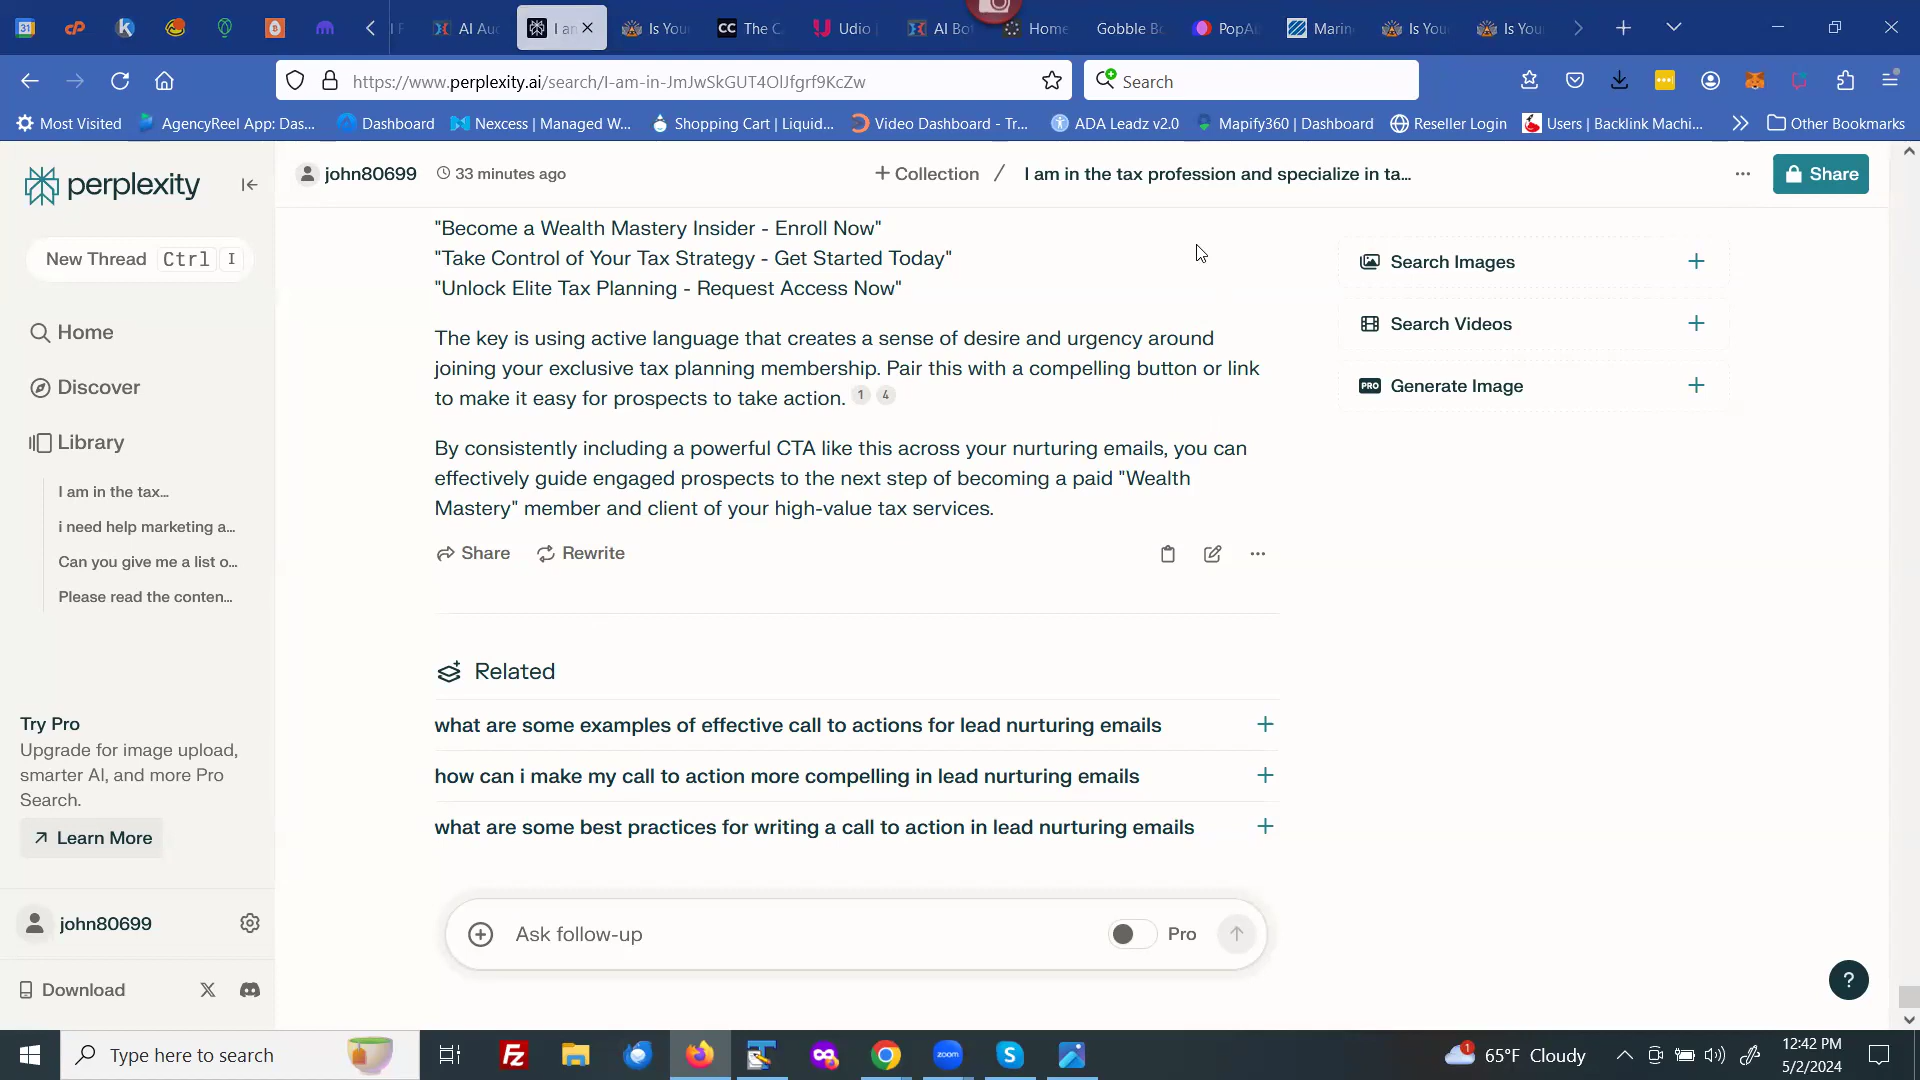 I F
AI Au
I am
Is You
CC The C
Udio
AI Bot
Home
Gobble Bo
PopAi
Marin
Is You
Is You
https://www.perplexity.ai/search/I-am-in-JmJwSkGUT4OlJfgrf9KcZw
Search
Most Visited
AgencyReel App: Das...
Dashboard
Nexcess | Managed W...
Shopping Cart | Liquid...
Video Dashboard - Tr...
ADA Leadz v2.0
Mapify360 | Dashboard
Reseller Login
Users | Backlink Machi...
Other Bookmarks
perplexity
New Thread Ctrl I
Home
Discover
Library
I am in the tax...
i need help marketing a...
Can you give me a list o...
Please read the conten...
Try Pro
Upgrade for image upload,
smarter AI, and more Pro
Search.
Learn More
john80699
Download
john80699
33 minutes ago
+ Collection / I am in the tax profession and specialize in ta...
Share
"Become a Wealth Mastery Insider - Enroll Now"
"Take Control of Your Tax Strategy - Get Started Today"
"Unlock Elite Tax Planning - Request Access Now"
The key is using active language that creates a sense of desire and urgency around
joining your exclusive tax planning membership. Pair this with a compelling button or link
to make it easy for prospects to take action. 1 4
By consistently including a powerful CTA like this across your nurturing emails, you can
effectively guide engaged prospects to the next step of becoming a paid "Wealth
Mastery" member and client of your high-value tax services.
Share
Rewrite
Related
what are some examples of effective call to actions for lead nurturing emails
how can i make my call to action more compelling in lead nurturing emails
what are some best practices for writing a call to action in lead nurturing emails
Ask follow-up
Pro
Search Images
Search Videos
PRO Generate Image
?
Type here to search
Fz
zoom
S
1
65°F Cloudy
12:42 PM
5/2/2024